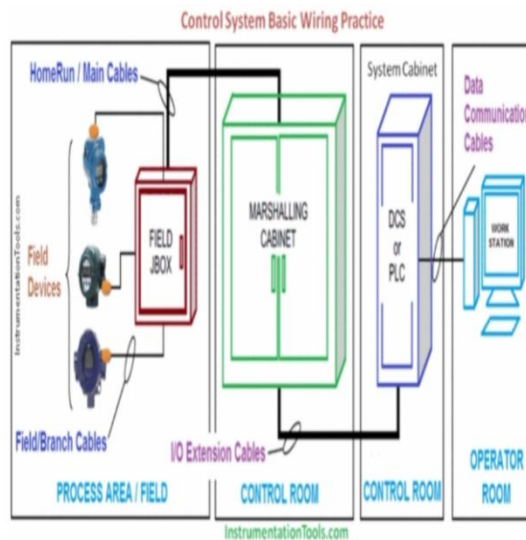 Control System Basic Wiring Practice
HomeRun / Main Cables
System Cabinet
Data
Communication
Cables
InstrumentationTools.com
Field
Devices
FIELD
JBOX
MARSHALLING
CABINET
DCS
or
PLC
WORK
STATION
Field/Branch Cables
I/O Extension Cables
PROCESS AREA / FIELD
CONTROL ROOM
CONTROL ROOM
OPERATOR
ROOM
InstrumentationTools.com